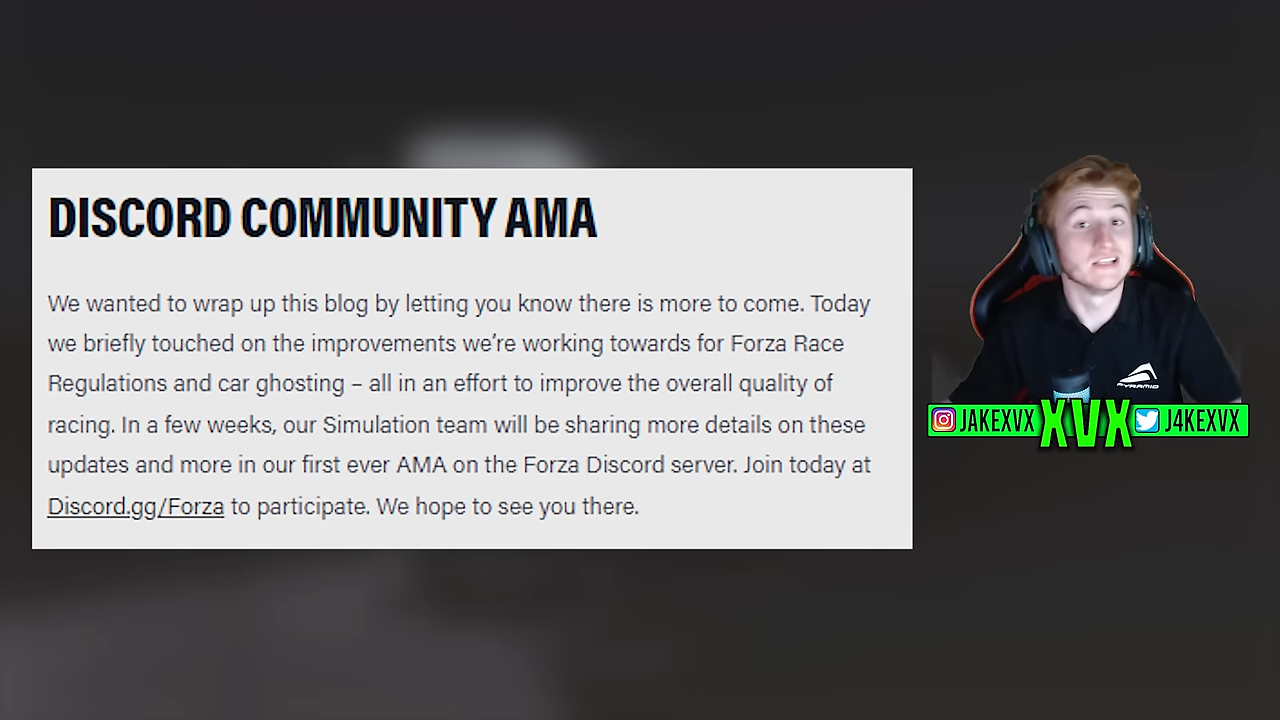 DISCORD COMMUNITY AMA
We wanted to wrap up this blog by letting you know there is more to come. Today
we briefly touched on the improvements we’re working towards for Forza Race
Regulations and car ghosting – all in an effort to improve the overall quality of
racing. In a few weeks, our Simulation team will be sharing more details on these
updates and more in our first ever AMA on the Forza Discord server. Join today at
Discord.gg/Forza to participate. We hope to see you there.
PYRAMID
JAKEXVX XVX J4KEXVX